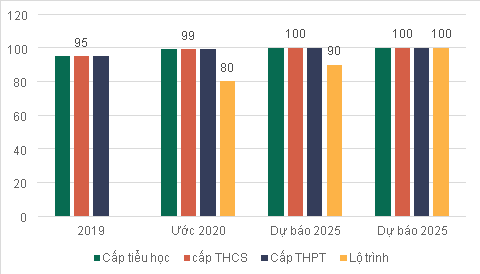 120
100
80
60
40
20
0
95
99
80
100
90
100
100
2019
Ước 2020
Dự báo 2025
Dự báo 2025
Cấp tiểu học
cấp THCS
Cấp THPT
Lộ trình